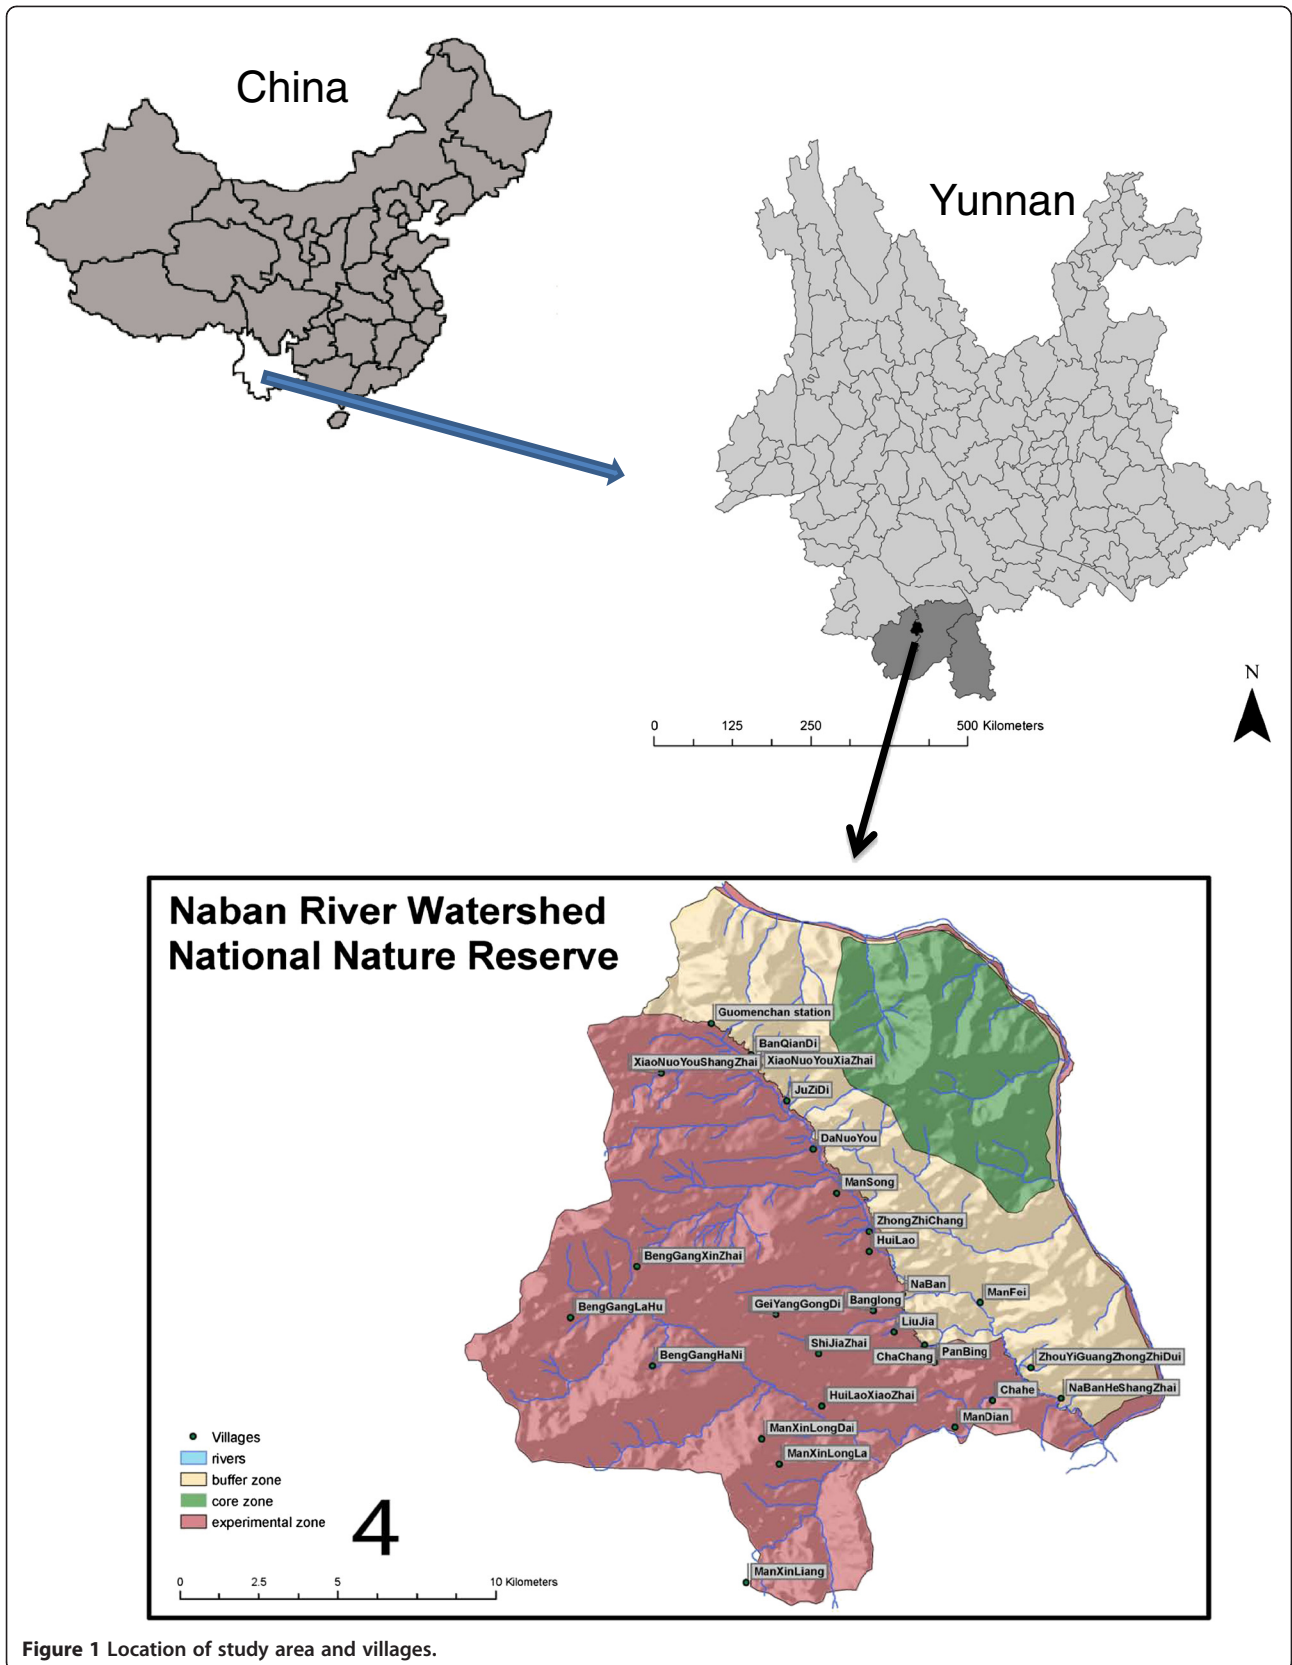 China
Yunnan
N
0 125 250 500 Kilometers
Naban River Watershed
National Nature Reserve
Guomenchan station
BanQianDi
XiaoNuoYouShangZhai
XiaoNuoYouXiaZhai
JuZiDi
DaNuoYou
ManSong
ZhongZhiChang
HuiLao
BengGangXinZhai
NaBan
ManFei
BengGangLaHu
GeiYangGongDi
Banglong
LiuJia
ShiJiaZhai
ChaChang
PanBing
BengGangHaNi
ZhouYiGuangZhongZhiDui
Chahe
NaBanHeShangZhai
HuiLaoXiaoZhai
ManDian
ManXinLongDai
ManXinLongLa
ManXinLiang
Villages
rivers
buffer zone
core zone
experimental zone
4
0 2.5 5 10 Kilometers
Figure 1 Location of study area and villages.